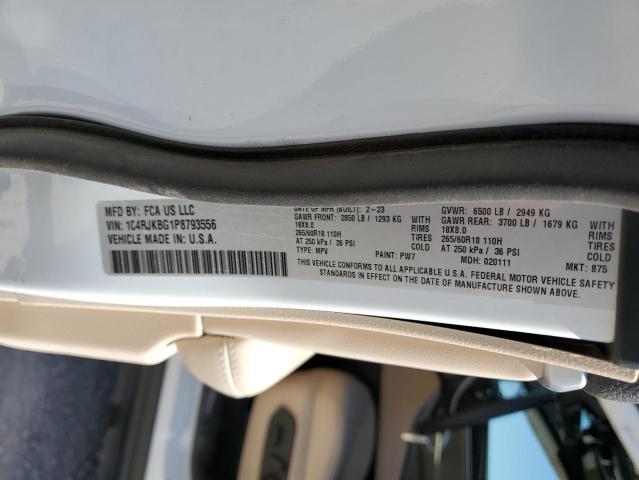 MFD BY: FCA US LLC
VIN: 1C4RJKBG1P8793556
VEHICLE MADE IN U.S.A.
DATE OF MFR (BUILT): 2-23
GAWR FRONT: 2850 LB / 1293 KG
18X8.0
265/60R18 110H
AT 250 kPa / 36 PSI
TYPE: MPV
WITH
RIMS
TIRES
COLD
PAINT: PW7
GVWR: 6500 LB / 2949 KG
GAWR REAR: 3700 LB / 1679 KG
18X8.0
265/60R18 110H
AT 250 kPa / 36 PSI
MDH: 020111
WITH
RIMS
TIRES
COLD
MKT: 875
THIS VEHICLE CONFORMS TO ALL APPLICABLE U.S.A. FEDERAL MOTOR VEHICLE SAFETY
STANDARDS IN EFFECT ON THE DATE OF MANUFACTURE SHOWN ABOVE.